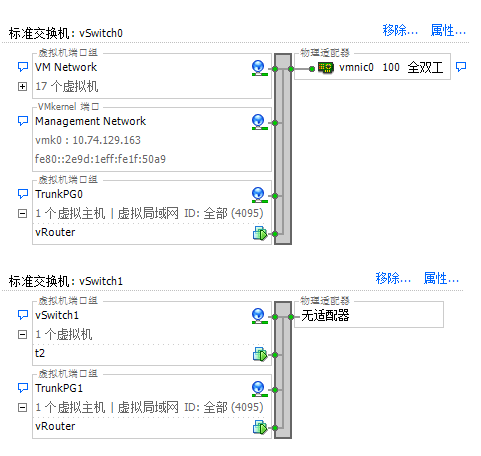 标准交换机: vSwitch0
移除... 属性...
虚拟机端口组
VM Network
17 个虚拟机
物理适配器
vmnic0 100 全双工
VMkernel 端口
Management Network
vmk0 : 10.74.129.163
fe80::2e9d:1eff:fe1f:50a9
虚拟机端口组
TrunkPG0
1 个虚拟主机 | 虚拟局域网 ID: 全部 (4095)
vRouter
标准交换机: vSwitch1
移除... 属性...
虚拟机端口组
vSwitch1
1 个虚拟机
t2
物理适配器
无适配器
虚拟机端口组
TrunkPG1
1 个虚拟主机 | 虚拟局域网 ID: 全部 (4095)
vRouter